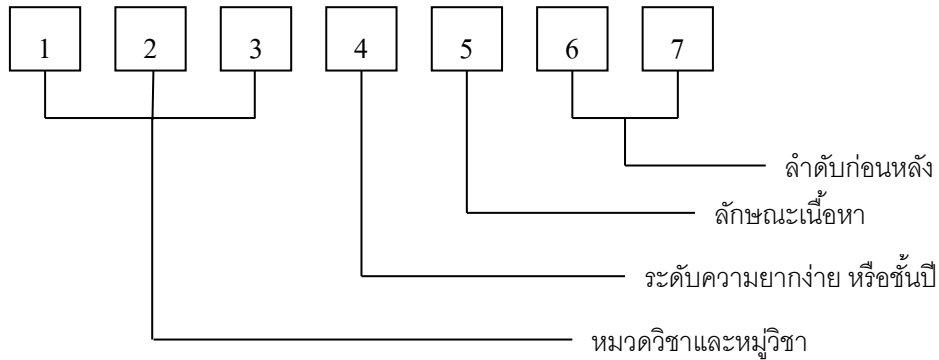 1 2 3 4 5 6 7
ลำดับก่อนหลัง
ลักษณะเนื้อหา
ระดับความยากง่าย หรือชั้นปี
หมวดวิชาและหมู่วิชา